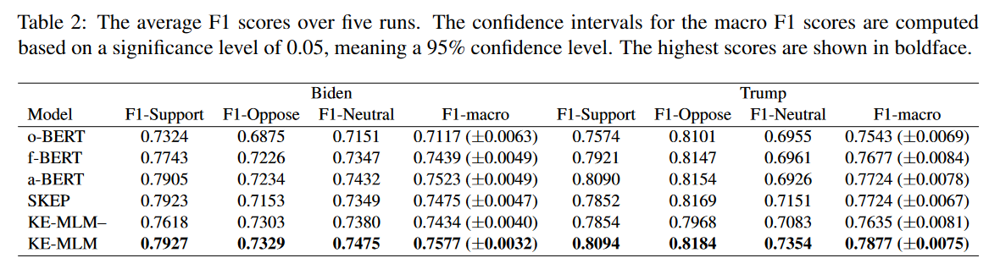 Table 2: The average F1 scores over five runs. The confidence intervals for the macro F1 scores are computed
based on a significance level of 0.05, meaning a 95% confidence level. The highest scores are shown in boldface.
Biden Trump
Model F1-Support F1-Oppose F1-Neutral F1-macro F1-Support F1-Oppose F1-Neutral F1-macro
o-BERT 0.7324 0.6875 0.7151 0.7117 (±0.0063) 0.7574 0.8101 0.6955 0.7543 (±0.0069)
f-BERT 0.7743 0.7226 0.7347 0.7439 (±0.0049) 0.7921 0.8147 0.6961 0.7677 (±0.0084)
a-BERT 0.7905 0.7234 0.7432 0.7523 (±0.0049) 0.8090 0.8154 0.6926 0.7724 (±0.0078)
SKEP 0.7923 0.7153 0.7349 0.7475 (±0.0047) 0.7852 0.8169 0.7151 0.7724 (±0.0067)
KE-MLM– 0.7618 0.7303 0.7380 0.7434 (±0.0040) 0.7854 0.7968 0.7083 0.7635 (±0.0081)
KE-MLM 0.7927 0.7329 0.7475 0.7577 (±0.0032) 0.8094 0.8184 0.7354 0.7877 (±0.0075)